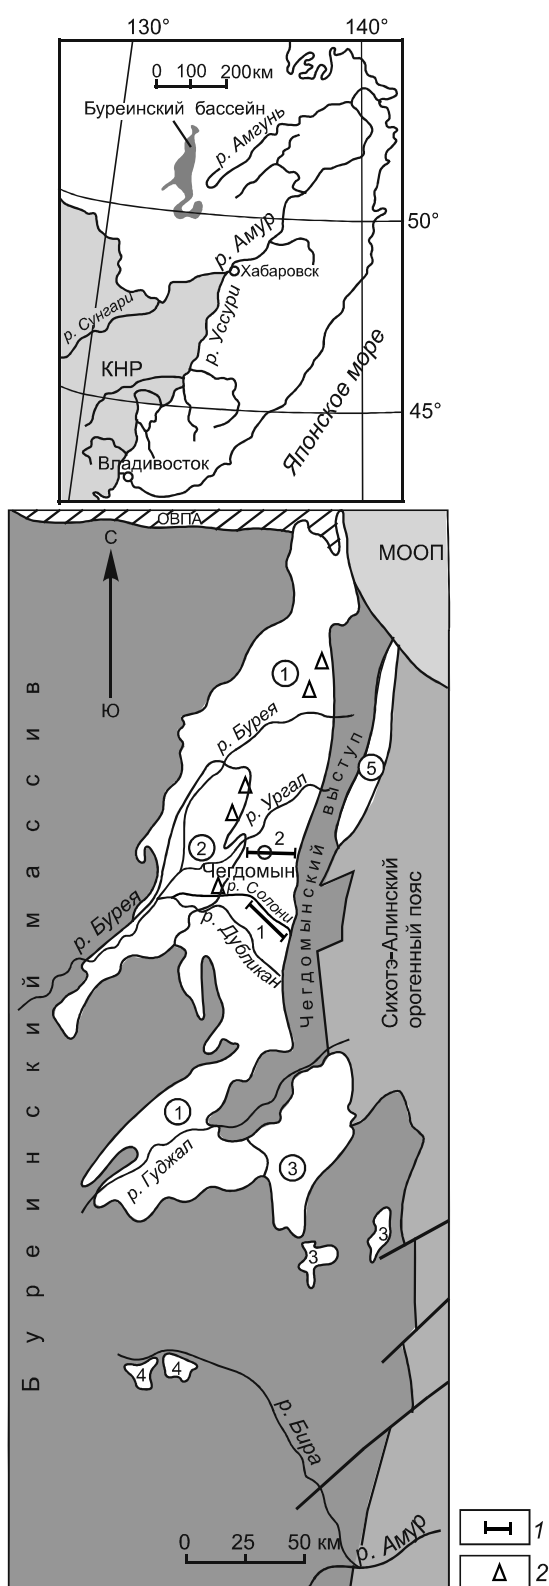 130°
140°
0 100 200км
Буреинский бассейн
р. Амгунь
50°
р. Амур
Хабаровск
р. Сунгари
р. Уссури
КНР
Японское море
45°
Владивосток
ОВПА
С
МООП
Ю
1
р. Бурея
5
р. Ургал
2
2
Чегдомын
р. Солони
1
р. Бурея
р. Дубликан
Чегдомынский выступ
Сихотэ-Алинский
орогенный пояс
Буреинский массив
1
3
р. Гуджал
3
3
4
4
р. Бира
0 25 50 км
р. Амур
1
2